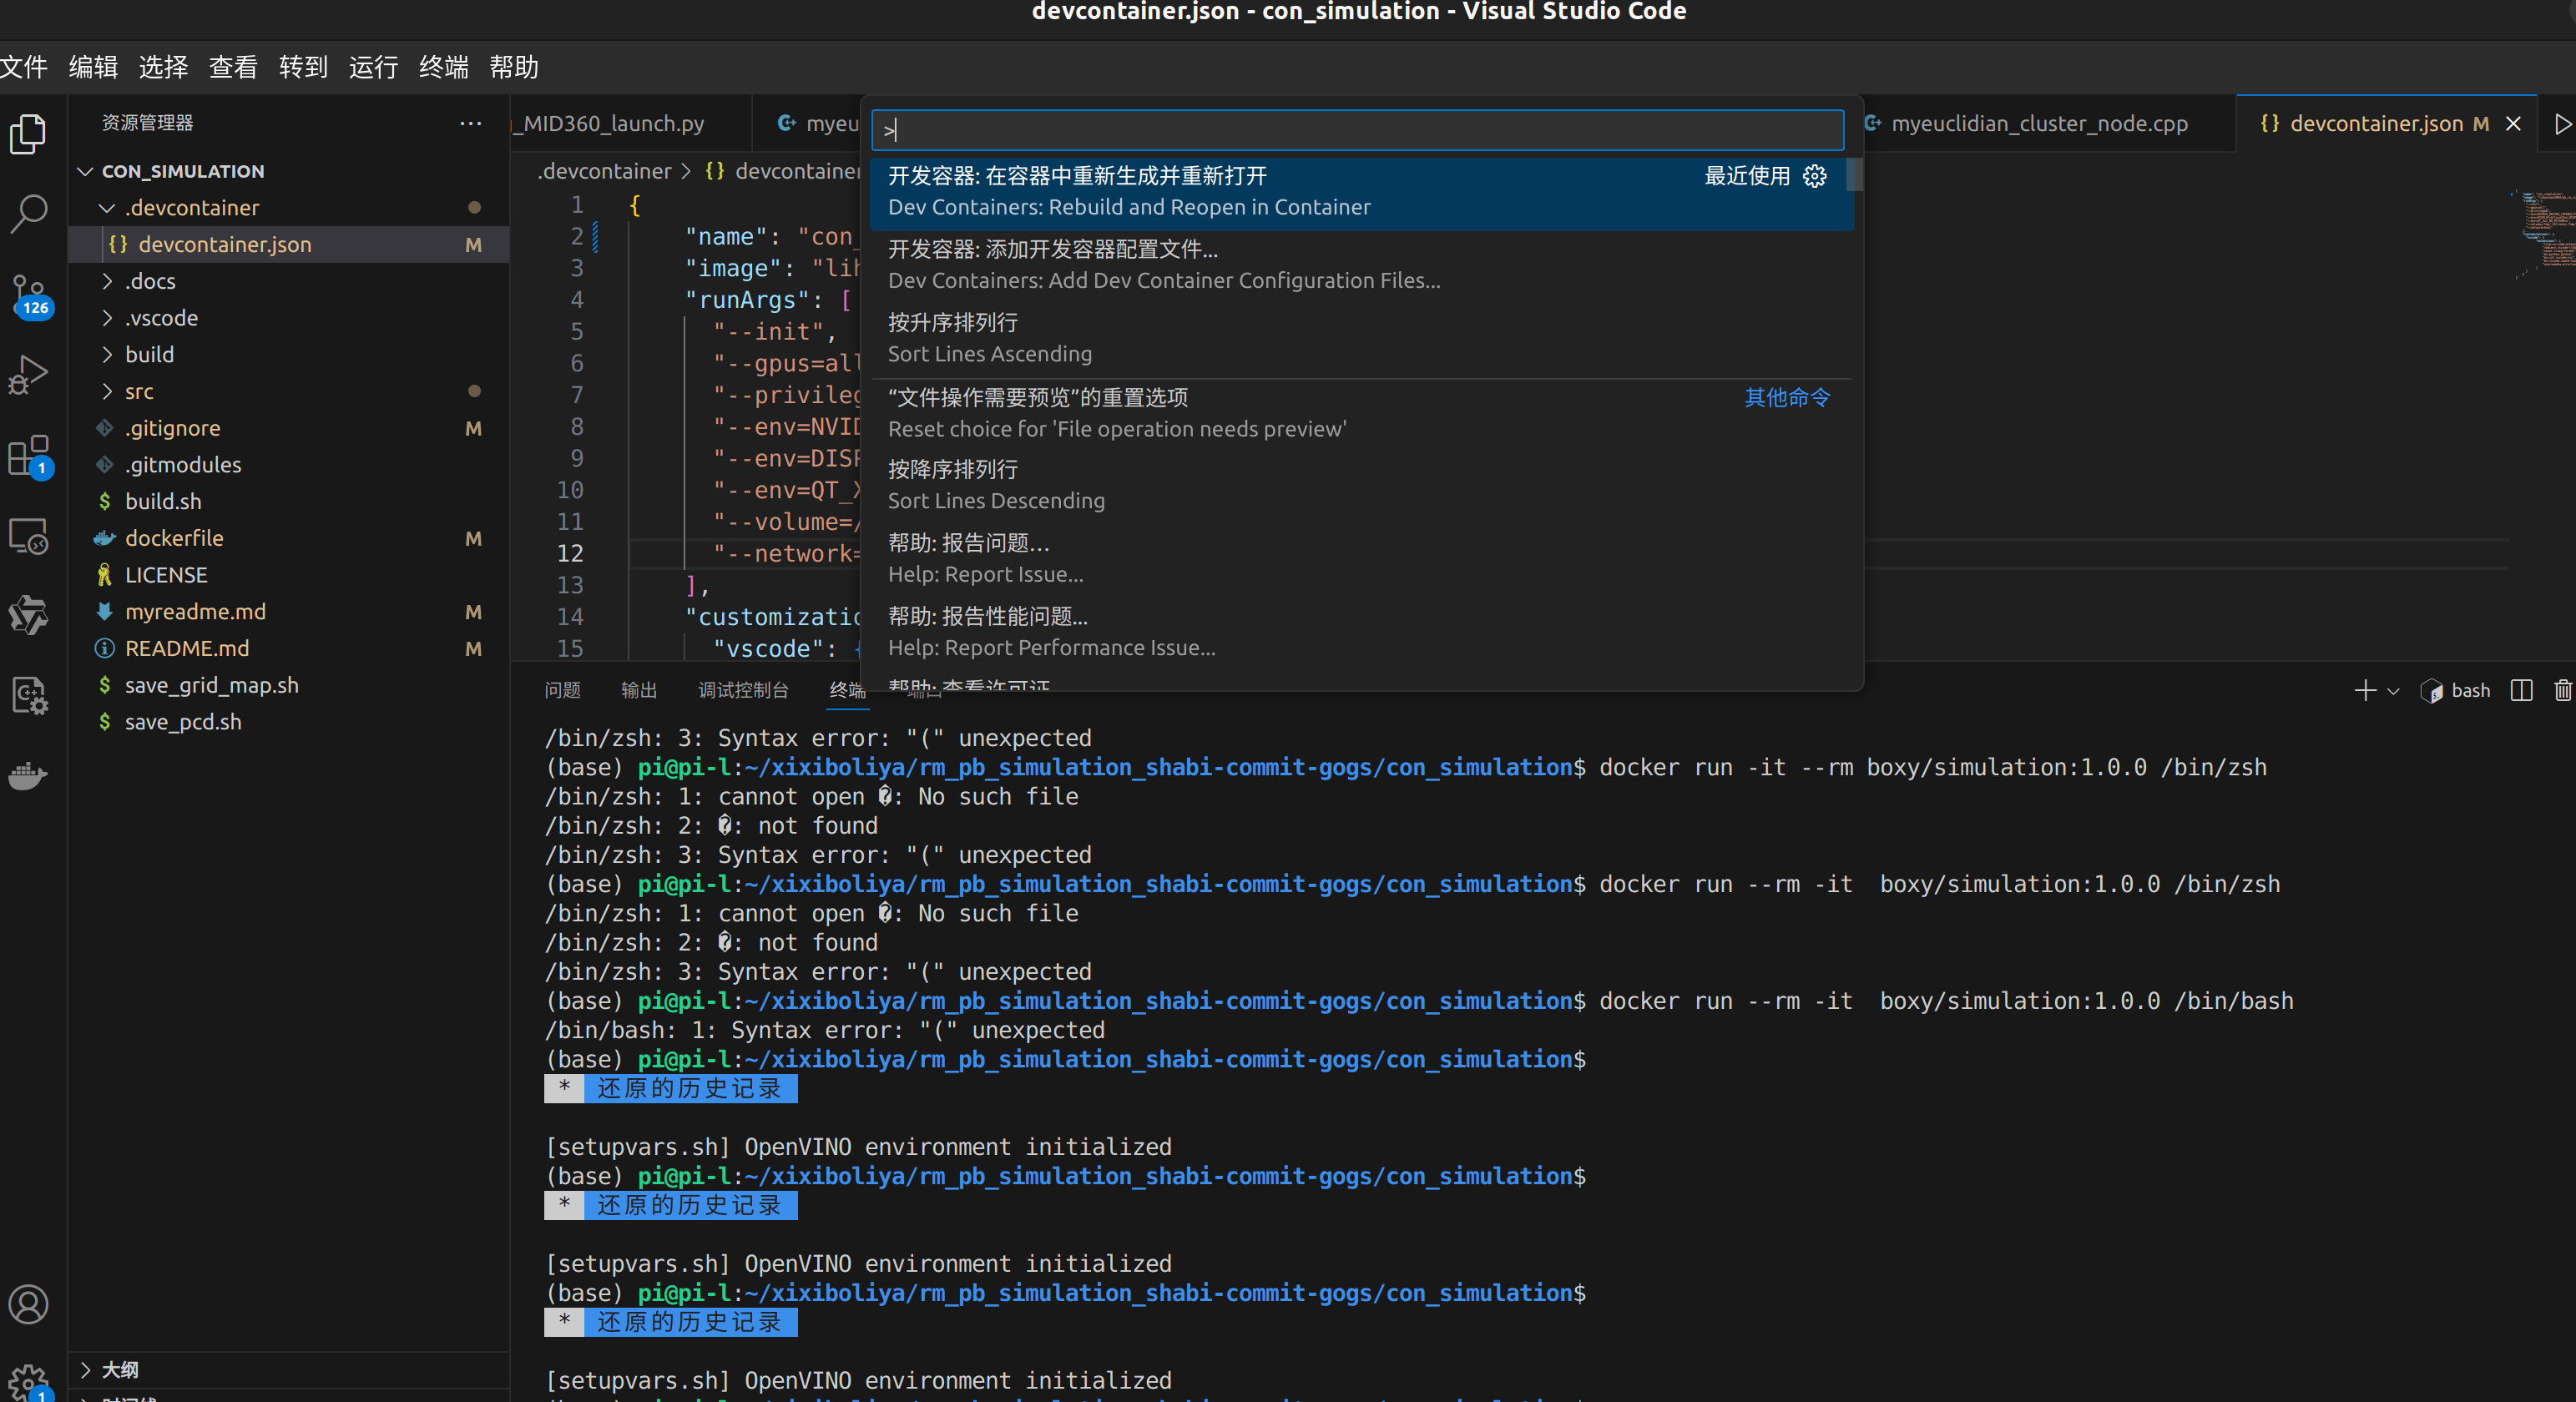 devcontainer.json - con_simulation - Visual Studio Code
文件 编辑 选择 查看 转到 运行 终端 帮助
资源管理器 ···
CON_SIMULATION
.devcontainer
devcontainer.json M
.docs
.vscode
build
src
.gitignore M
.gitmodules
build.sh
dockerfile M
LICENSE
myreadme.md M
README.md M
save_grid_map.sh
save_pcd.sh
大纲
126
1
1
_MID360_launch.py
myeuclidian_cluster_node.cpp
devcontainer.json M
.devcontainer > {}
1 {
2 "name": "con_
3 "image": "
4 "runArgs": [
5 "--init",
6 "--gpus=all
7 "--privileg
8 "--env=NVID
9 "--env=DISP
10 "--env=QT_X
11 "--volume=/
12 "--network=
13 ],
14 "customizatio
15 "vscode": {
>
开发容器: 在容器中重新生成并重新打开 最近使用
Dev Containers: Rebuild and Reopen in Container
开发容器: 添加开发容器配置文件...
Dev Containers: Add Dev Container Configuration Files...
按升序排列行
Sort Lines Ascending
“文件操作需要预览”的重置选项 其他命令
Reset choice for 'File operation needs preview'
按降序排列行
Sort Lines Descending
帮助: 报告问题...
Help: Report Issue...
帮助: 报告性能问题...
Help: Report Performance Issue...
帮助: 查看许可证
问题 输出 调试控制台 终端 端口
bash
/bin/zsh: 3: Syntax error: "(" unexpected
(base) pi@pi-l:~/xixiboliya/rm_pb_simulation_shabi-commit-gogs/con_simulation$ docker run -it --rm boxy/simulation:1.0.0 /bin/zsh
/bin/zsh: 1: cannot open �: No such file
/bin/zsh: 2: �: not found
/bin/zsh: 3: Syntax error: "(" unexpected
(base) pi@pi-l:~/xixiboliya/rm_pb_simulation_shabi-commit-gogs/con_simulation$ docker run --rm -it  boxy/simulation:1.0.0 /bin/zsh
/bin/zsh: 1: cannot open �: No such file
/bin/zsh: 2: �: not found
/bin/zsh: 3: Syntax error: "(" unexpected
(base) pi@pi-l:~/xixiboliya/rm_pb_simulation_shabi-commit-gogs/con_simulation$ docker run --rm -it  boxy/simulation:1.0.0 /bin/bash
/bin/bash: 1: Syntax error: "(" unexpected
(base) pi@pi-l:~/xixiboliya/rm_pb_simulation_shabi-commit-gogs/con_simulation$
* 还原的历史记录
[setupvars.sh] OpenVINO environment initialized
(base) pi@pi-l:~/xixiboliya/rm_pb_simulation_shabi-commit-gogs/con_simulation$
* 还原的历史记录
[setupvars.sh] OpenVINO environment initialized
(base) pi@pi-l:~/xixiboliya/rm_pb_simulation_shabi-commit-gogs/con_simulation$
* 还原的历史记录
[setupvars.sh] OpenVINO environment initialized